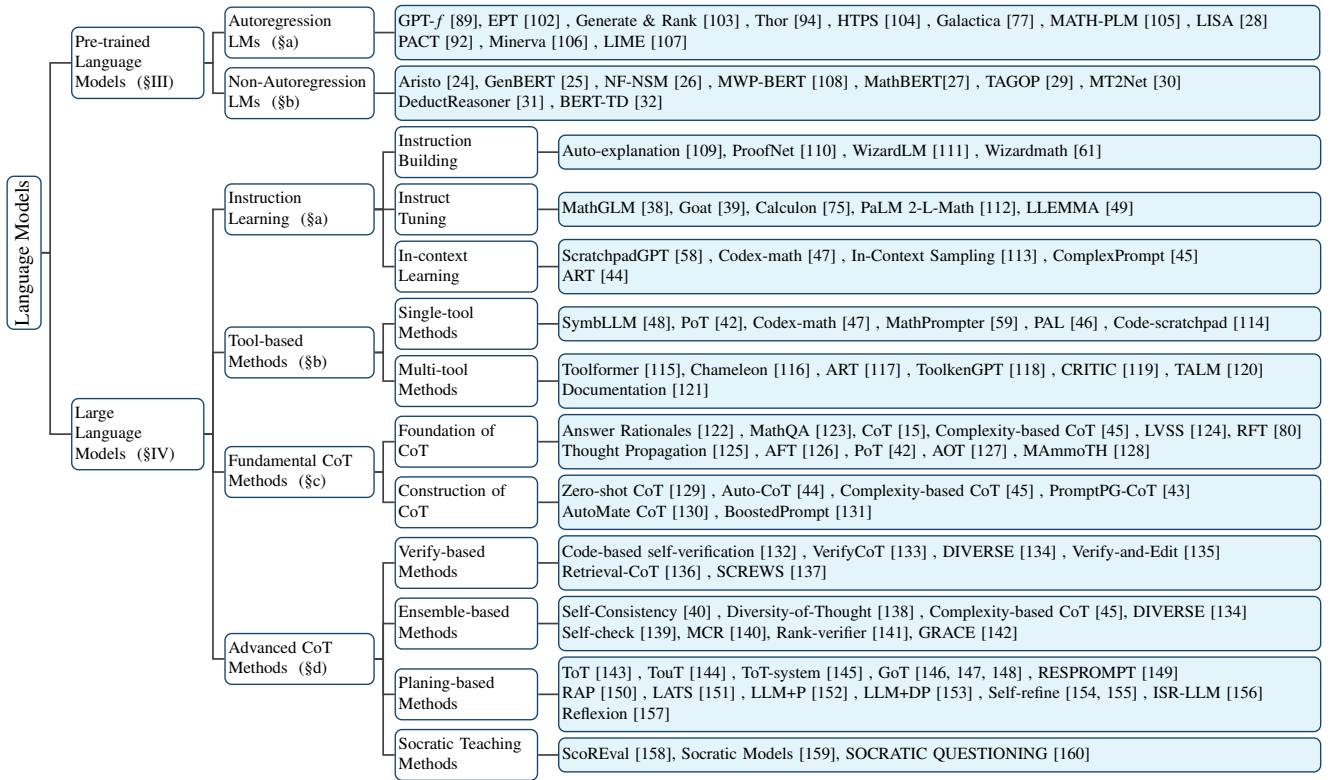 Language Models
Pre-trained
Language
Models (§III)
Autoregression
LMs (§a)
GPT-f [89], EPT [102] , Generate & Rank [103] , Thor [94] , HTPS [104] , Galactica [77] , MATH-PLM [105] , LISA [28]
PACT [92] , Minerva [106] , LIME [107]
Non-Autoregression
LMs (§b)
Aristo [24], GenBERT [25] , NF-NSM [26] , MWP-BERT [108] , MathBERT[27] , TAGOP [29] , MT2Net [30]
DeductReasoner [31] , BERT-TD [32]
Large
Language
Models (§IV)
Instruction
Learning (§a)
Instruction
Building
Auto-explanation [109], ProofNet [110] , WizardLM [111] , Wizardmath [61]
Instruct
Tuning
MathGLM [38], Goat [39], Calculon [75], PaLM 2-L-Math [112], LLEMMA [49]
In-context
Learning
ScratchpadGPT [58] , Codex-math [47] , In-Context Sampling [113] , ComplexPrompt [45]
ART [44]
Tool-based
Methods (§b)
Single-tool
Methods
SymbLLM [48], PoT [42], Codex-math [47] , MathPrompter [59] , PAL [46] , Code-scratchpad [114]
Multi-tool
Methods
Toolformer [115], Chameleon [116] , ART [117] , ToolkenGPT [118] , CRITIC [119] , TALM [120]
Documentation [121]
Fundamental CoT
Methods (§c)
Foundation of
CoT
Answer Rationales [122] , MathQA [123], CoT [15], Complexity-based CoT [45] , LVSS [124], RFT [80]
Thought Propagation [125] , AFT [126] , PoT [42] , AOT [127] , MAmmoTH [128]
Construction of
CoT
Zero-shot CoT [129] , Auto-CoT [44] , Complexity-based CoT [45] , PromptPG-CoT [43]
AutoMate CoT [130] , BoostedPrompt [131]
Advanced CoT
Methods (§d)
Verify-based
Methods
Code-based self-verification [132] , VerifyCoT [133] , DIVERSE [134] , Verify-and-Edit [135]
Retrieval-CoT [136] , SCREWS [137]
Ensemble-based
Methods
Self-Consistency [40] , Diversity-of-Thought [138] , Complexity-based CoT [45], DIVERSE [134]
Self-check [139], MCR [140], Rank-verifier [141], GRACE [142]
Planing-based
Methods
ToT [143] , TouT [144] , ToT-system [145] , GoT [146, 147, 148] , RESPROMPT [149]
RAP [150] , LATS [151] , LLM+P [152] , LLM+DP [153] , Self-refine [154, 155] , ISR-LLM [156]
Reflexion [157]
Socratic Teaching
Methods
ScoREval [158], Socratic Models [159], SOCRATIC QUESTIONING [160]